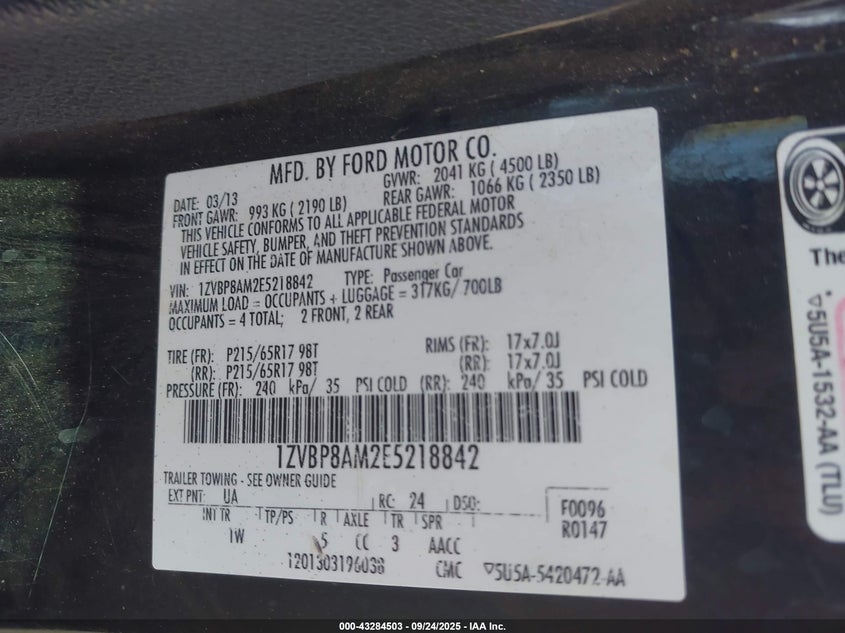 MFD. BY FORD MOTOR CO.
DATE: 03/13 GVWR: 2041 KG ( 4500 LB)
FRONT GAWR: 993 KG ( 2190 LB) REAR GAWR: 1066 KG ( 2350 LB)
THIS VEHICLE CONFORMS TO ALL APPLICABLE FEDERAL MOTOR
VEHICLE SAFETY, BUMPER, AND THEFT PREVENTION STANDARDS
IN EFFECT ON THE DATE OF MANUFACTURE SHOWN ABOVE.
VIN: 1ZVBP8AM2E5218842 TYPE: Passenger Car
MAXIMUM LOAD = OCCUPANTS + LUGGAGE = 317KG/ 700LB
OCCUPANTS = 4 TOTAL; 2 FRONT, 2 REAR
TIRE (FR): P215/65R17 98T RIMS (FR): 17x7.0J
(RR): P215/65R17 98T (RR): 17x7.0J
PRESSURE (FR): 240 kPa/ 35 PSI COLD (RR): 240 kPa/ 35 PSI COLD
1ZVBP8AM2E5218842
TRAILER TOWING - SEE OWNER GUIDE
EXT PNT: UA RC: 24 DSO: F0096
INT TR TP/PS R AXLE TR SPR R0147
1W 5 CC 3 AACC
1201303196038 CMC ▽5U5A-5420472-AA
The
▽5U5A-1532-AA (TLU)
000-43284503 - 09/24/2025 - IAA Inc.